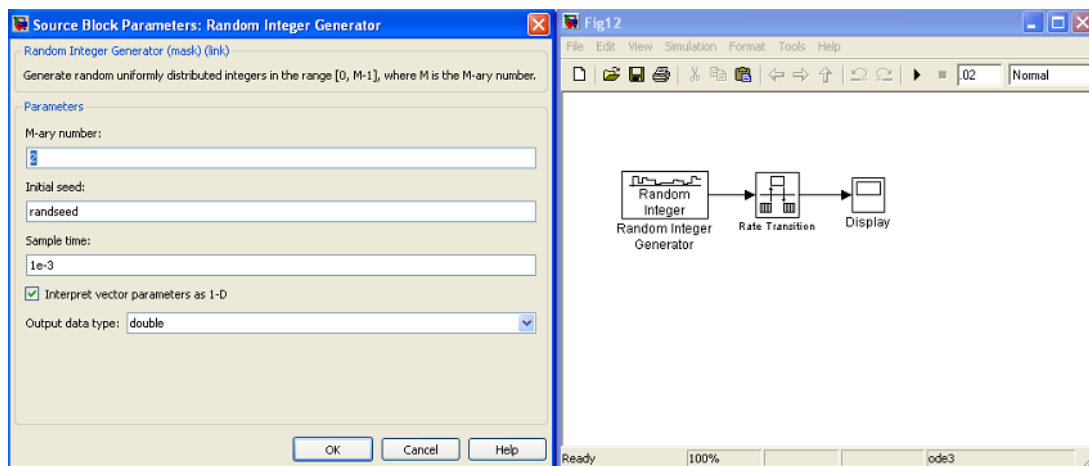 Source Block Parameters: Random Integer Generator
Random Integer Generator (mask) (link)
Generate random uniformly distributed integers in the range [0, M-1], where M is the M-ary number.
Parameters
M-ary number:
2
Initial seed:
randseed
Sample time:
1e-3
Interpret vector parameters as 1-D
Output data type: double
OK Cancel Help
Fig12
File Edit View Simulation Format Tools Help
.02 Normal
Random
Integer
Random Integer
Generator
Rate Transition
Display
Ready 100% ode3